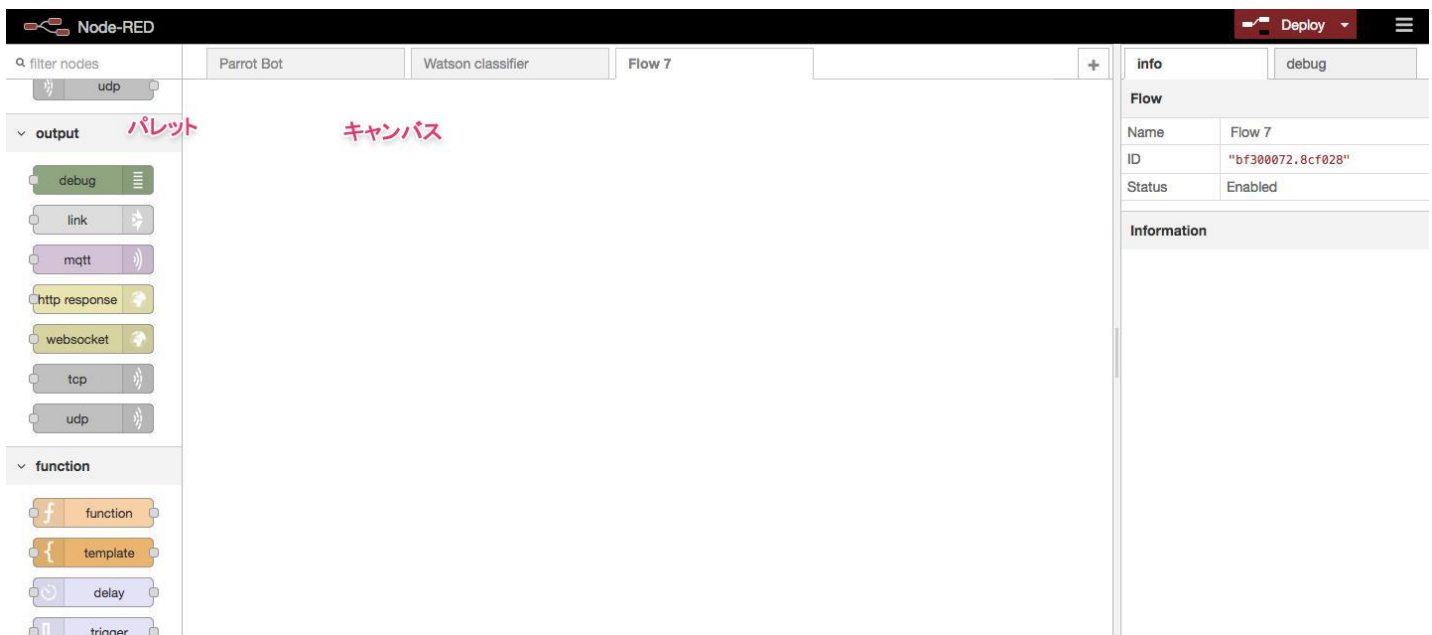 Node-RED
Deploy
filter nodes
Parrot Bot
Watson classifier
Flow 7
+
info
debug
udp
output
パレット
キャンバス
debug
link
mqtt
http response
websocket
tcp
udp
function
function
template
delay
trigger
Flow
Name Flow 7
ID "bf300072.8cf028"
Status Enabled
Information